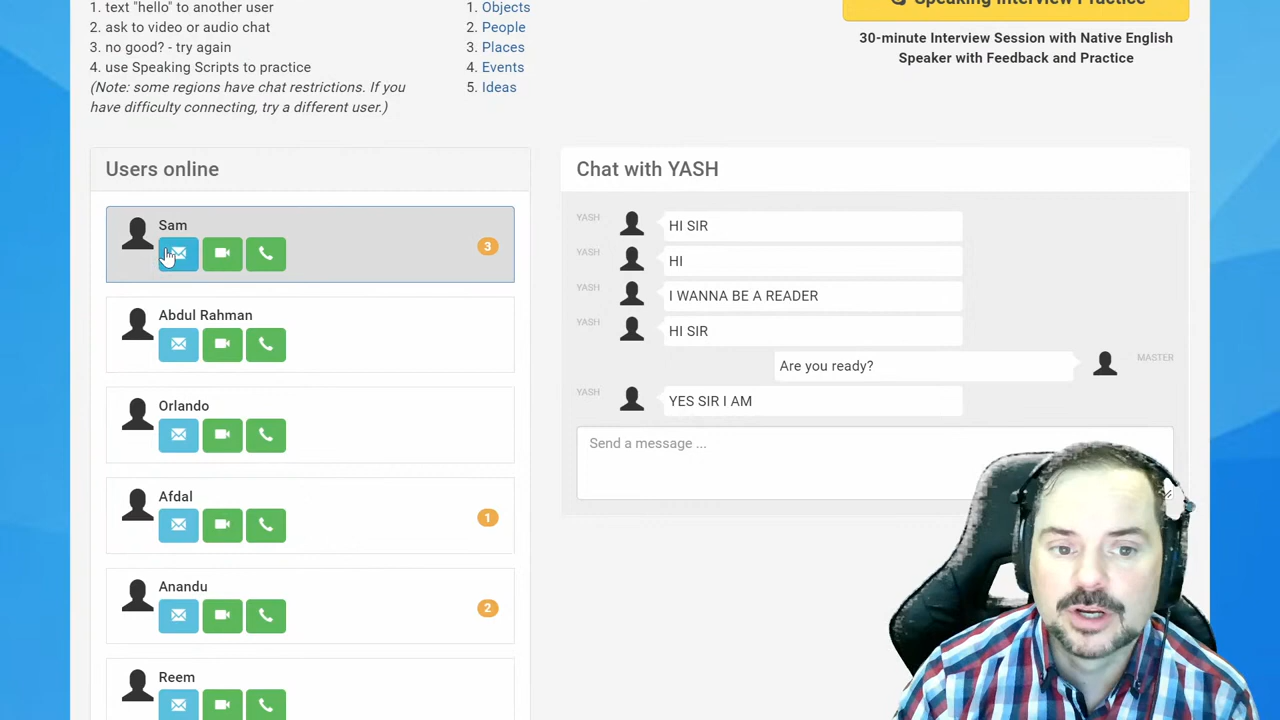 1. text "hello" to another user
2. ask to video or audio chat
3. no good? - try again
4. use Speaking Scripts to practice
(Note: some regions have chat restrictions. If you
have difficulty connecting, try a different user.)
1. Objects
2. People
3. Places
4. Events
5. Ideas
Speaking Interview Practice
30-minute Interview Session with Native English
Speaker with Feedback and Practice
Users online
Sam
3
Abdul Rahman
Orlando
Afdal
1
Anandu
2
Reem
Chat with YASH
YASH HI SIR
YASH HI
YASH I WANNA BE A READER
YASH HI SIR
Are you ready? MASTER
YASH YES SIR I AM
Send a message ...